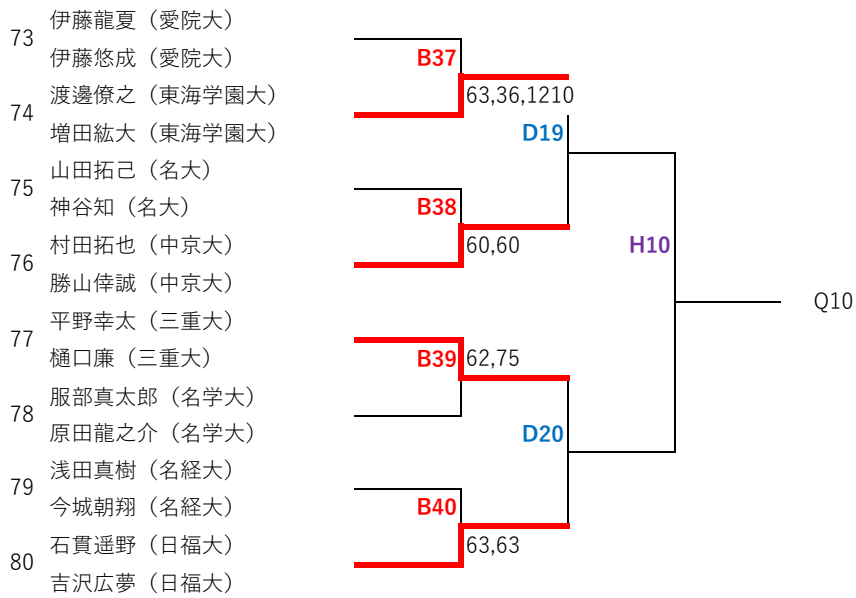 伊藤龍夏（愛院大）
73
伊藤悠成（愛院大）
B37
渡邊僚之（東海学園大）
63,36,1210
74
増田紘大（東海学園大）
D19
山田拓己（名大）
75
神谷知（名大）
B38
村田拓也（中京大）
60,60
H10
76
勝山倖誠（中京大）
Q10
平野幸太（三重大）
77
樋口廉（三重大）
B39
62,75
服部真太郎（名学大）
78
原田龍之介（名学大）
D20
浅田真樹（名経大）
79
今城朝翔（名経大）
B40
石貫遥野（日福大）
63,63
80
吉沢広夢（日福大）